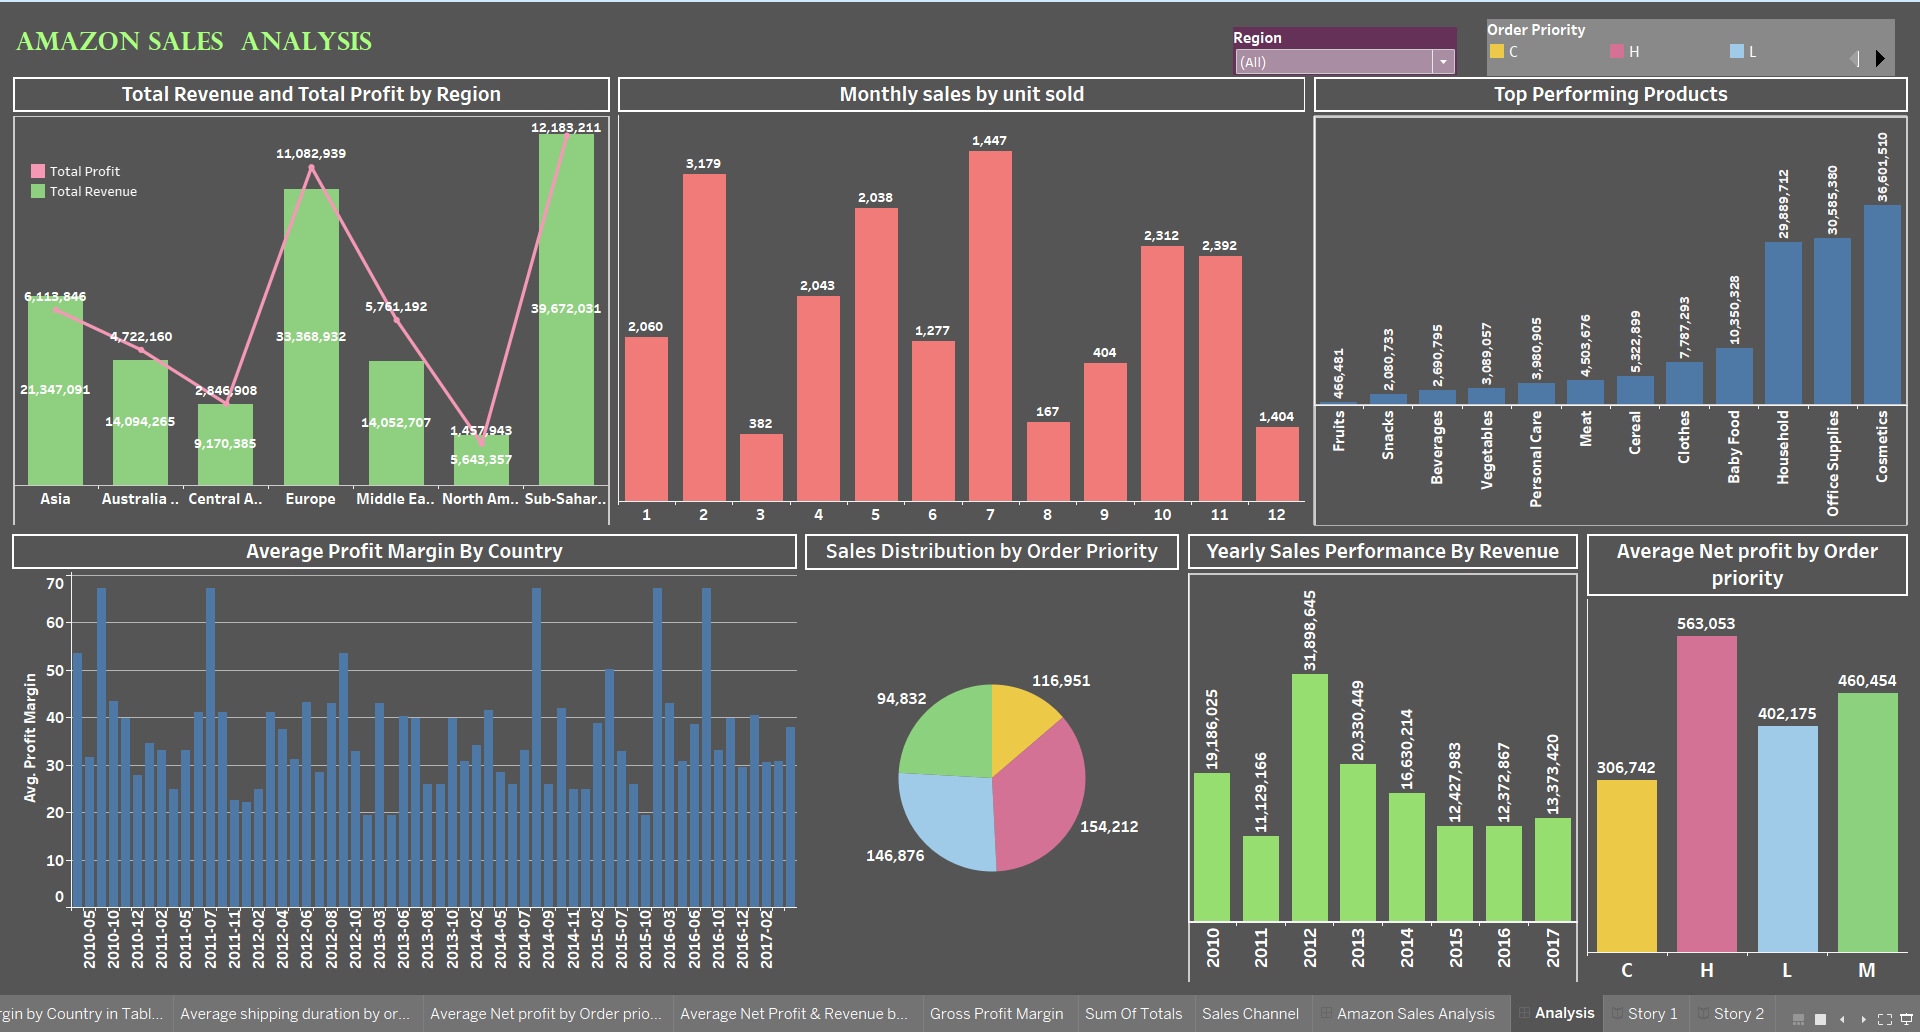 AMAZON SALES ANALYSIS
Region
(All)
Order Priority
C
H
L
Total Revenue and Total Profit by Region
Total Profit
Total Revenue
6,113,846
4,722,160
2,846,908
11,082,939
5,761,192
1,457,943
12,183,211
21,347,091
14,094,265
9,170,385
33,368,932
14,052,707
5,643,357
39,672,031
Asia
Australia ..
Central A..
Europe
Middle Ea..
North Am..
Sub-Sahar..
Monthly sales by unit sold
2,060
3,179
382
2,043
2,038
1,277
1,447
167
404
2,312
2,392
1,404
1
2
3
4
5
6
7
8
9
10
11
12
Top Performing Products
466,481
2,080,733
2,690,795
3,089,057
3,980,905
4,503,676
5,322,899
7,787,293
10,350,328
29,889,712
30,585,380
36,601,510
Fruits
Snacks
Beverages
Vegetables
Personal Care
Meat
Cereal
Clothes
Baby Food
Household
Office Supplies
Cosmetics
Average Profit Margin By Country
Avg. Profit Margin
70
60
50
40
30
20
10
0
2010-05
2010-10
2010-12
2011-02
2011-05
2011-07
2011-11
2012-02
2012-04
2012-06
2012-08
2012-10
2013-03
2013-06
2013-08
2013-10
2014-02
2014-05
2014-07
2014-09
2014-11
2015-02
2015-07
2015-10
2016-03
2016-06
2016-10
2016-12
2017-02
Sales Distribution by Order Priority
116,951
154,212
146,876
94,832
Yearly Sales Performance By Revenue
19,186,025
11,129,166
31,898,645
20,330,449
16,630,214
12,427,983
12,372,867
13,373,420
2010
2011
2012
2013
2014
2015
2016
2017
Average Net profit by Order
priority
306,742
563,053
402,175
460,454
C
H
L
M
rgin by Country in Tabl...
Average shipping duration by or...
Average Net profit by Order prio...
Average Net Profit & Revenue b...
Gross Profit Margin
Sum Of Totals
Sales Channel
Amazon Sales Analysis
Analysis
Story 1
Story 2